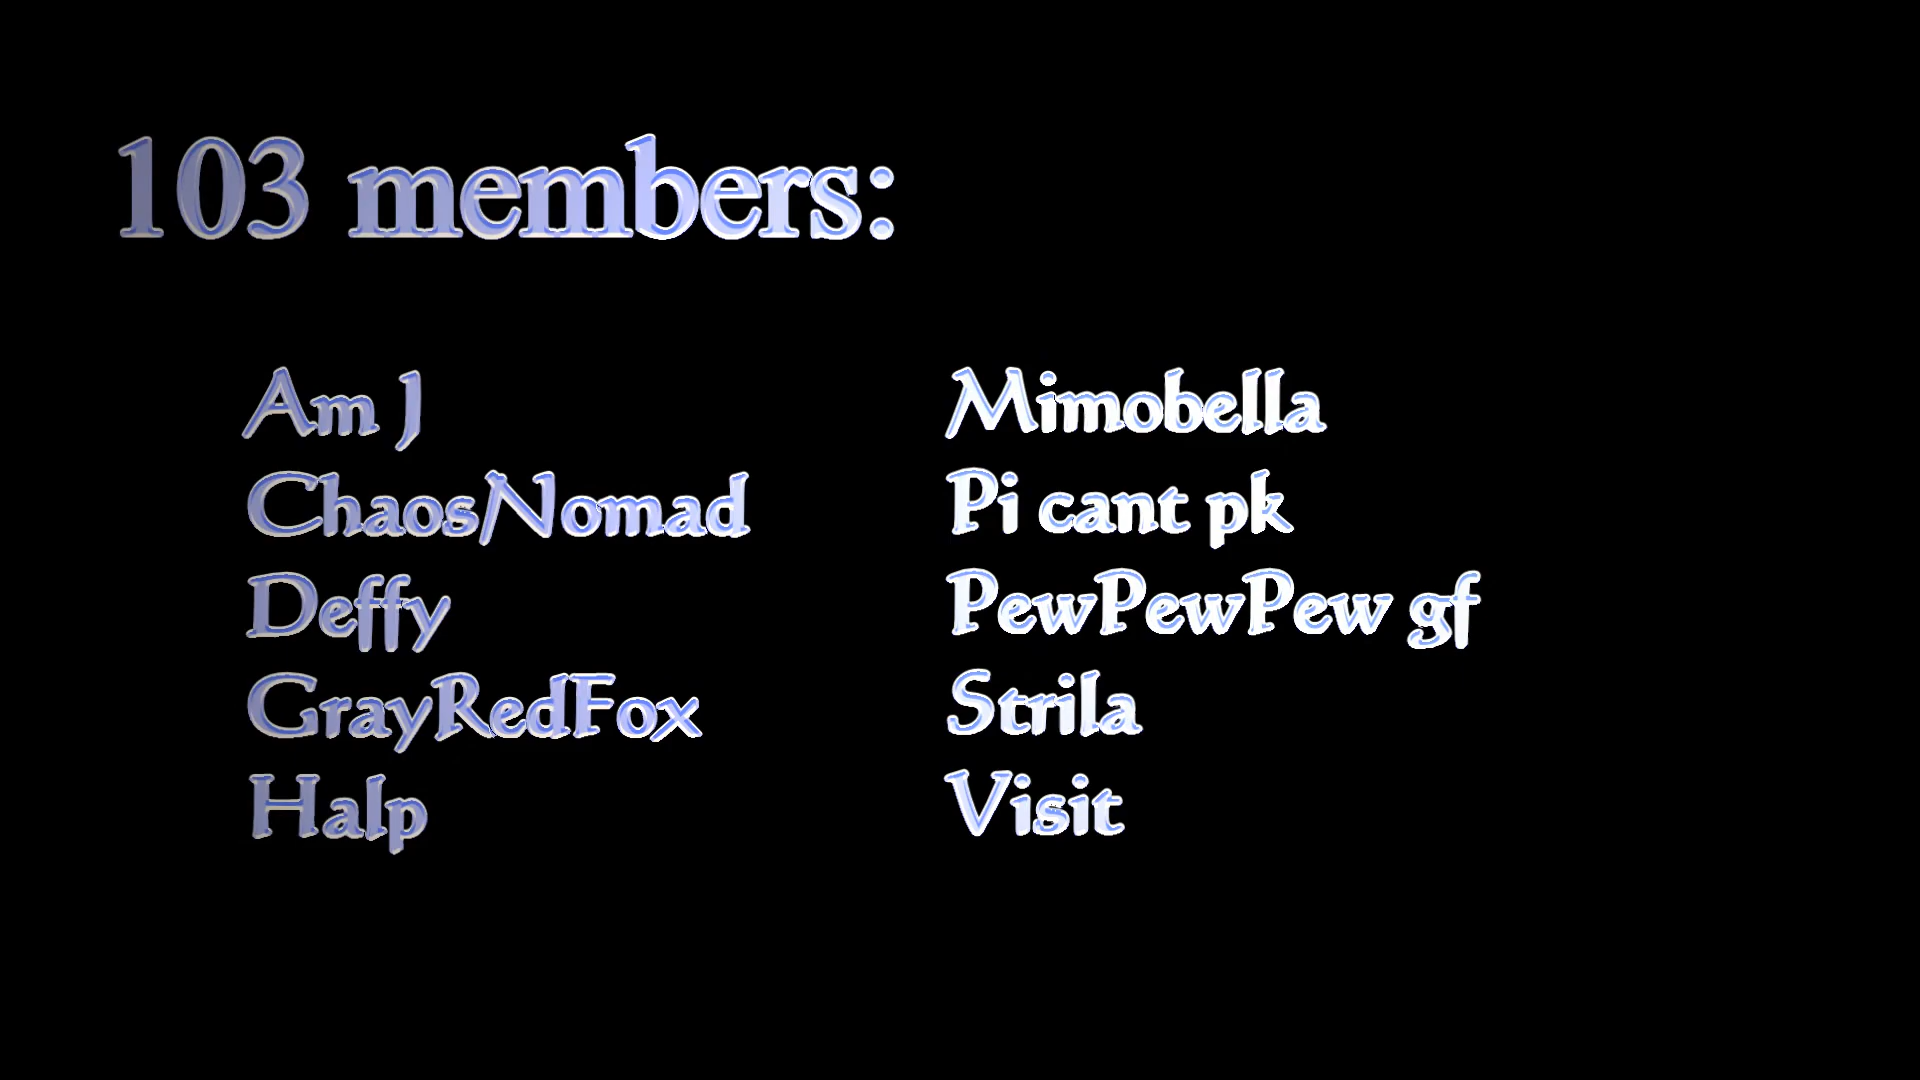 103 members:
Am J
ChaosNomad
Deffy
GrayRedFox
Halp
Mimobella
Pi cant pk
PewPewPew gf
Strila
Visit